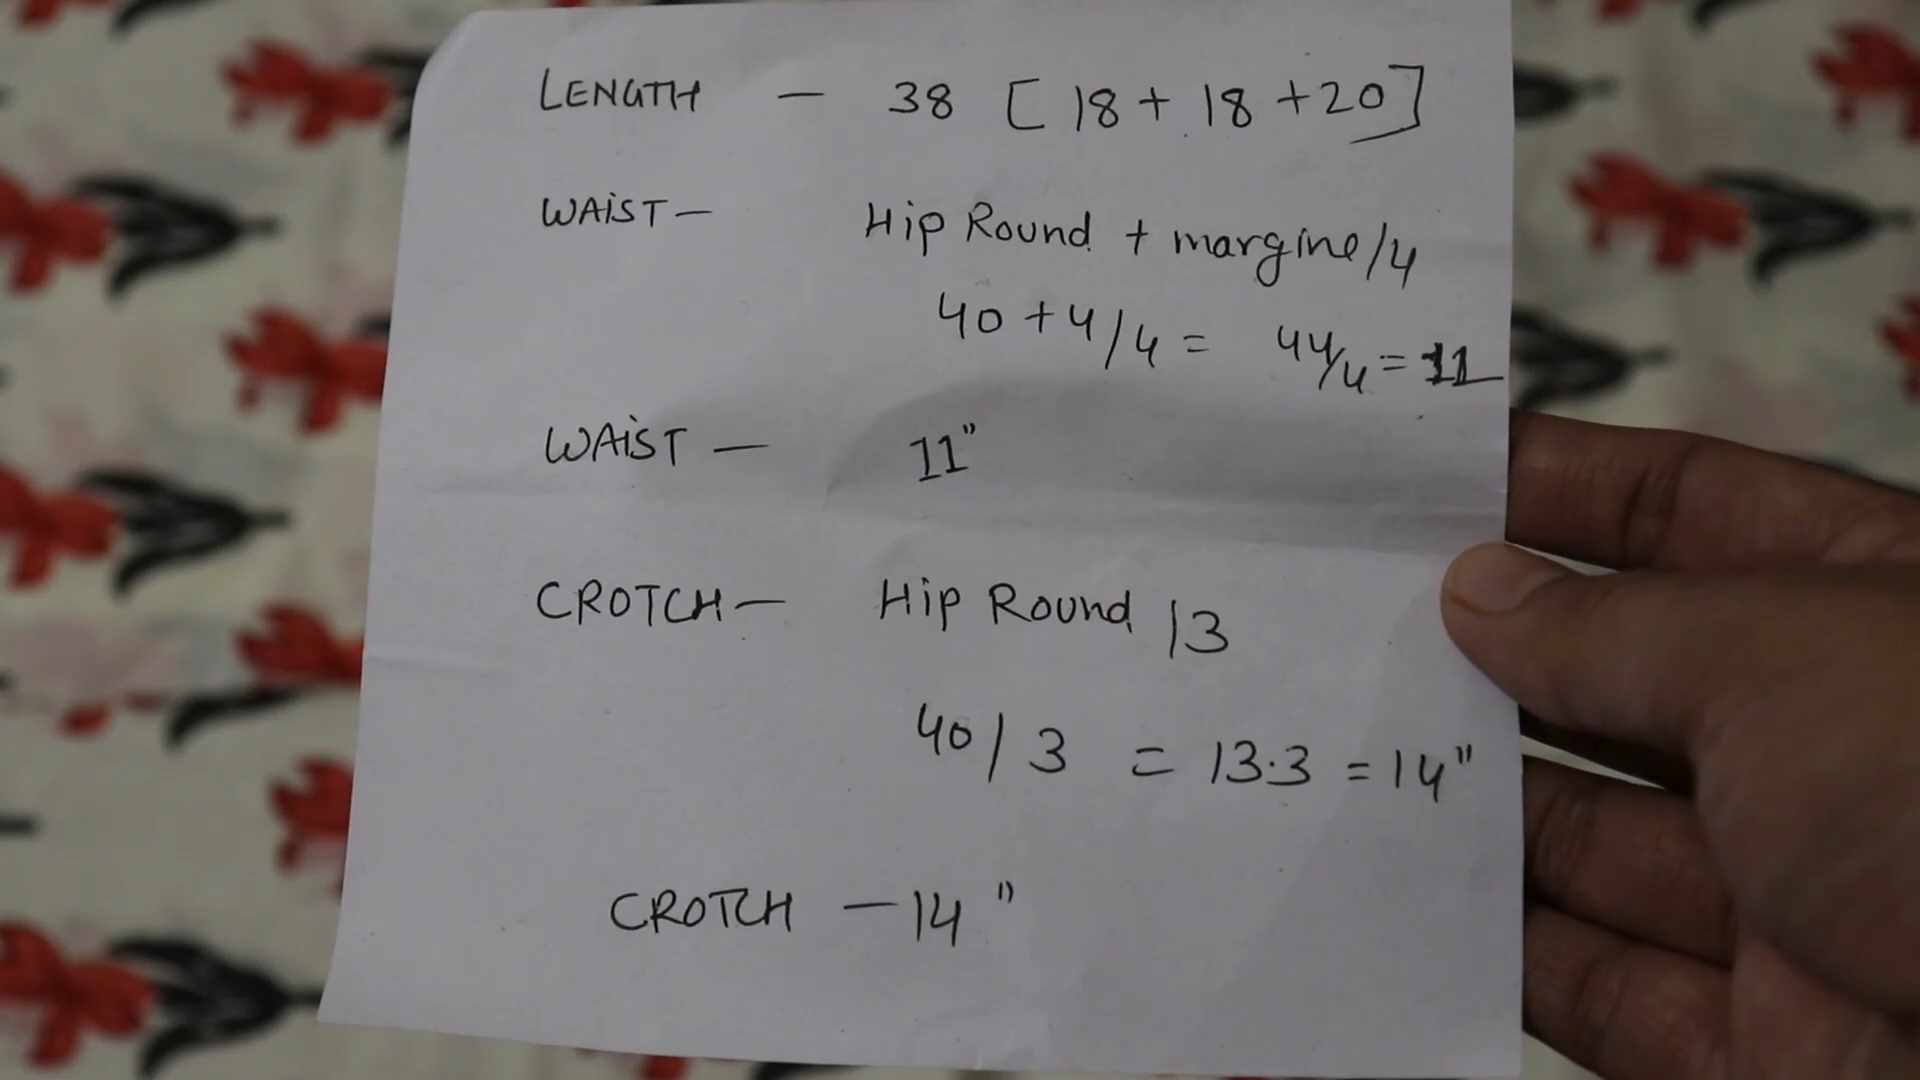 LENGTH - 38 [18 + 18 + 20]
WAiST - Hip Round + margine/4
40 + 4/4 = 44/4 = 11
WAiST - 11"
CROTCH - Hip Round /3
40/3 = 13.3 = 14"
CROTCH - 14"